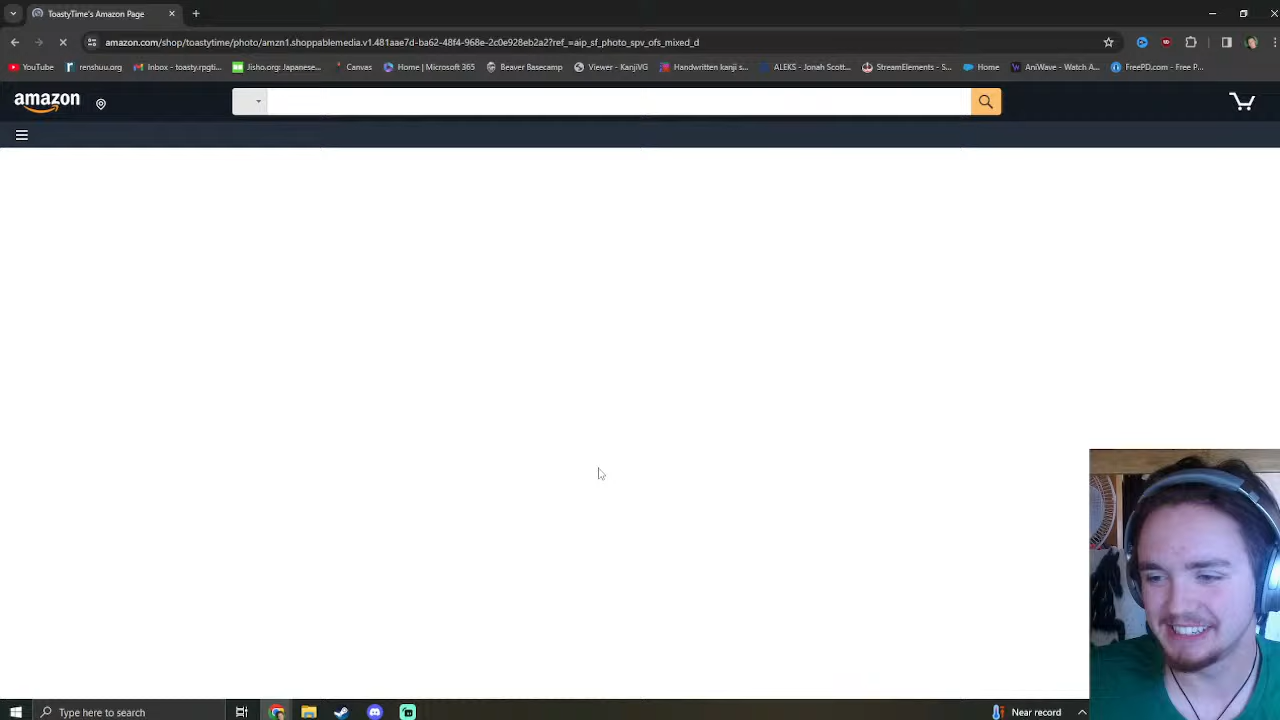 ToastyTime's Amazon Page
amazon.com/shop/toastytime/photo/amzn1.shoppablemedia.v1.481aae7d-ba62-48f4-968e-2c0e928eb2a2?ref_=aip_sf_photo_spv_ofs_mixed_d
YouTube renshuu.org Inbox - toasty.rpgti... Jisho.org: Japanese... Canvas Home | Microsoft 365 Beaver Basecamp Viewer - KanjiVG Handwritten kanji s... ALEKS - Jonah Scott... StreamElements - S... Home AniWave - Watch A... FreePD.com - Free P...
amazon
Type here to search Near record